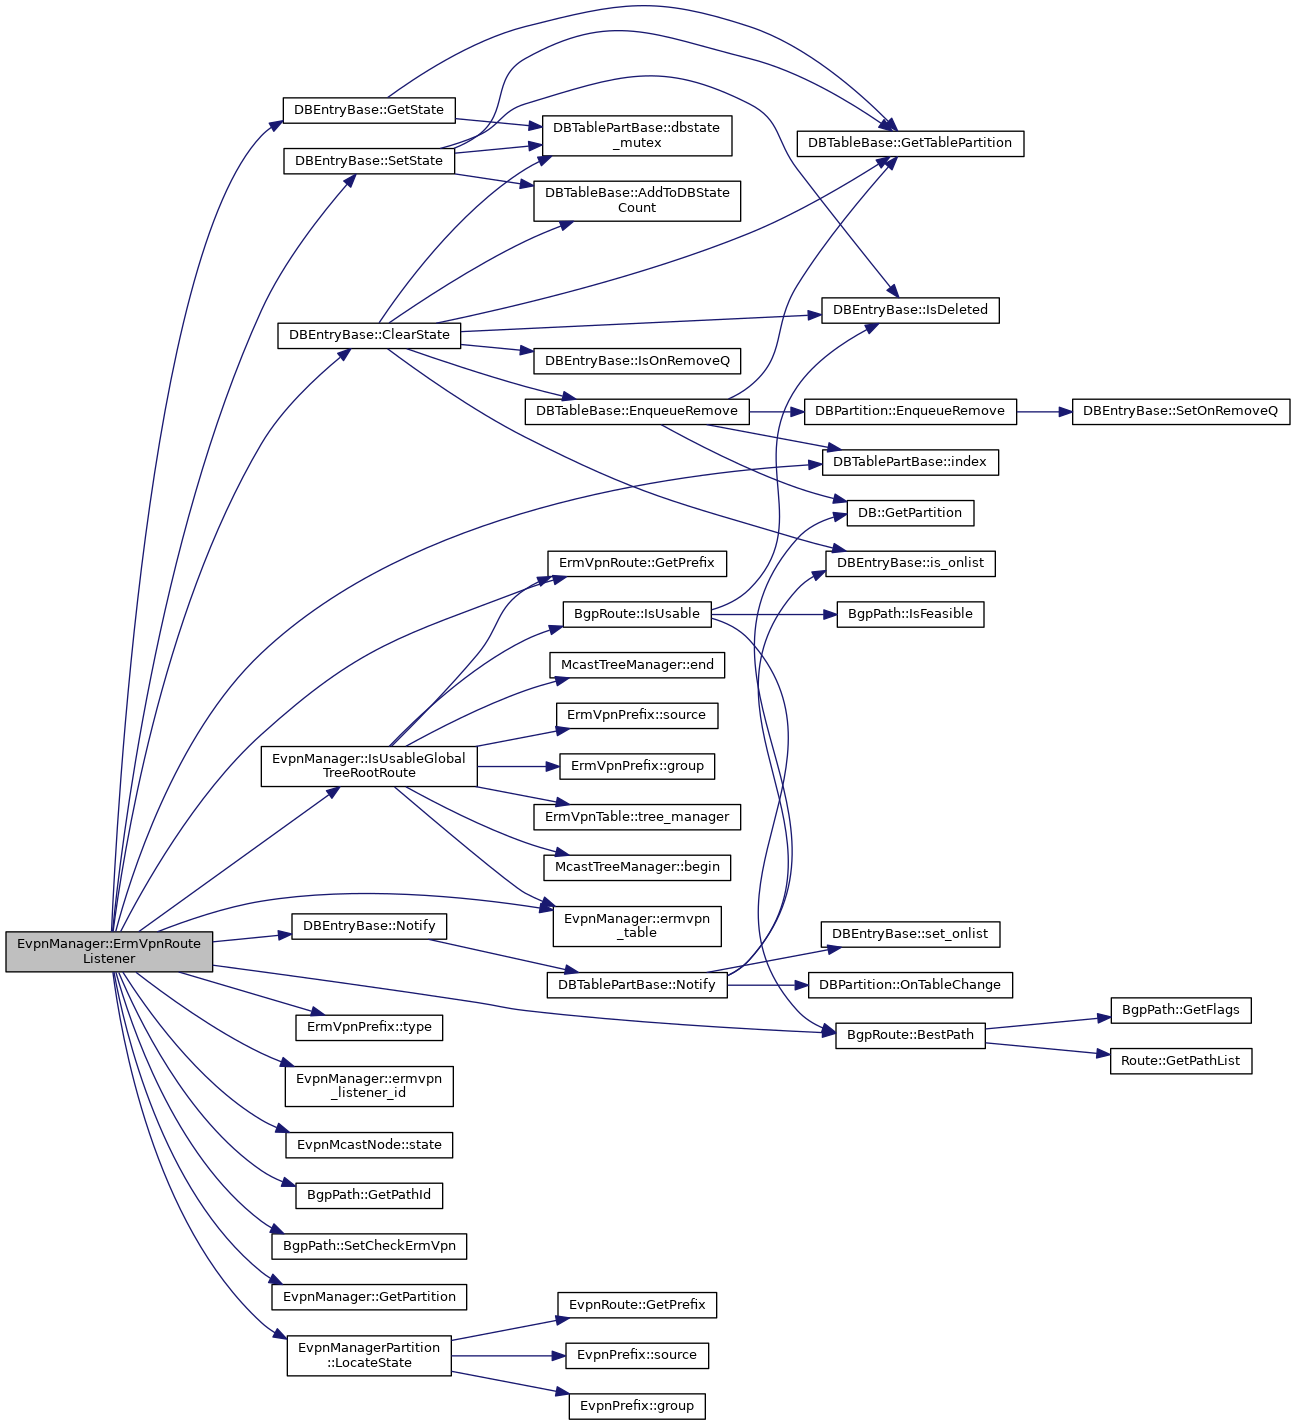 DBEntryBase::GetState
DBTablePartBase::dbstate
_mutex
DBTableBase::GetTablePartition
DBEntryBase::SetState
DBTableBase::AddToDBState
Count
DBEntryBase::IsDeleted
DBEntryBase::ClearState
DBEntryBase::IsOnRemoveQ
DBTableBase::EnqueueRemove
DBPartition::EnqueueRemove
DBEntryBase::SetOnRemoveQ
DBTablePartBase::index
DB::GetPartition
ErmVpnRoute::GetPrefix
DBEntryBase::is_onlist
BgpRoute::IsUsable
BgpPath::IsFeasible
McastTreeManager::end
ErmVpnPrefix::source
EvpnManager::IsUsableGlobal
TreeRootRoute
ErmVpnPrefix::group
ErmVpnTable::tree_manager
McastTreeManager::begin
EvpnManager::ermvpn
_table
DBEntryBase::Notify
DBEntryBase::set_onlist
EvpnManager::ErmVpnRoute
Listener
DBTablePartBase::Notify
DBPartition::OnTableChange
BgpPath::GetFlags
ErmVpnPrefix::type
BgpRoute::BestPath
Route::GetPathList
EvpnManager::ermvpn
_listener_id
EvpnMcastNode::state
BgpPath::GetPathId
BgpPath::SetCheckErmVpn
EvpnManager::GetPartition
EvpnRoute::GetPrefix
EvpnManagerPartition
::LocateState
EvpnPrefix::source
EvpnPrefix::group